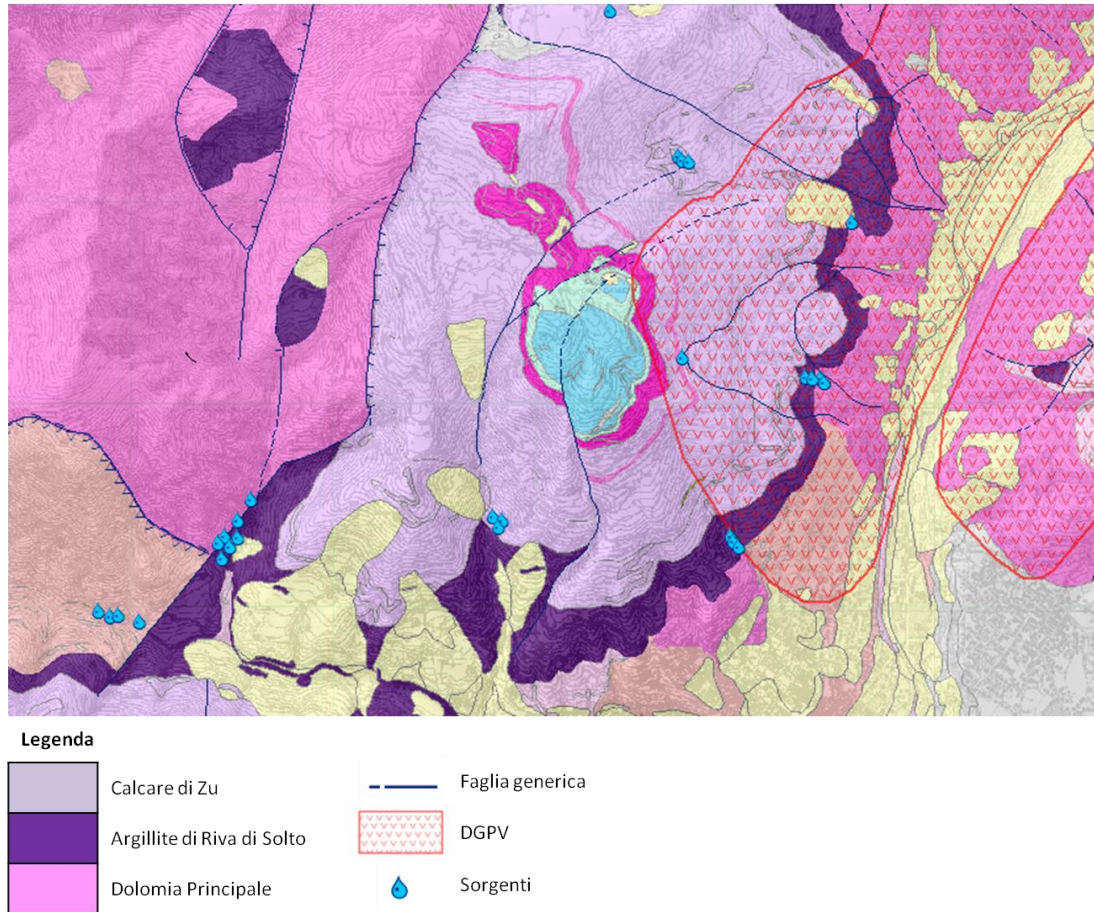 Legenda
Calcare di Zu
Argillite di Riva di Solto
Dolomia Principale
Faglia generica
DGPV
Sorgenti